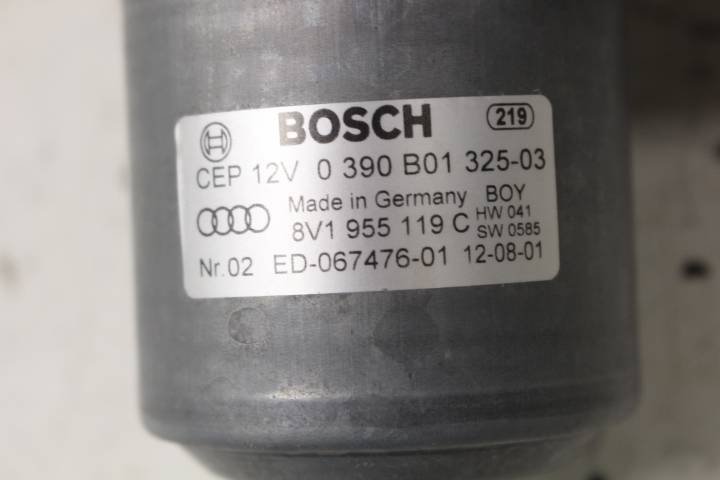 BOSCH 219
CEP 12V 0 390 B01 325-03
Made in Germany BOY
8V1 955 119 C HW 041
SW 0585
Nr.02 ED-067476-01 12-08-01